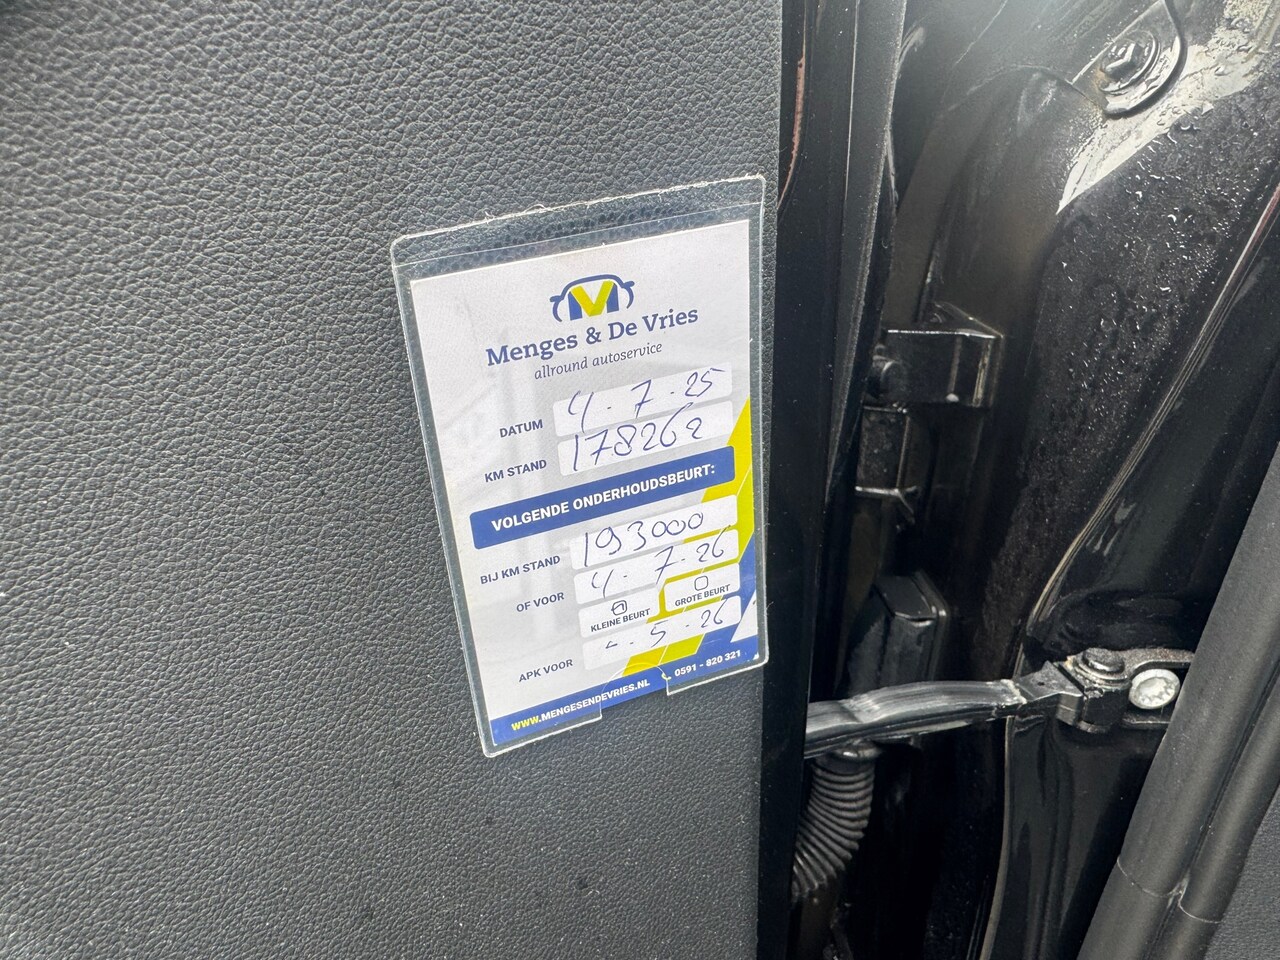 Menges & De Vries
allround autoservice
DATUM 4-7-25
KM STAND 178262
VOLGENDE ONDERHOUDSBEURT:
BIJ KM STAND 193000
OF VOOR 4-7-26
KLEINE BEURT GROTE BEURT
APK VOOR - 5 - 26
WWW.MENGESENDEVRIES.NL 0591 - 820 321